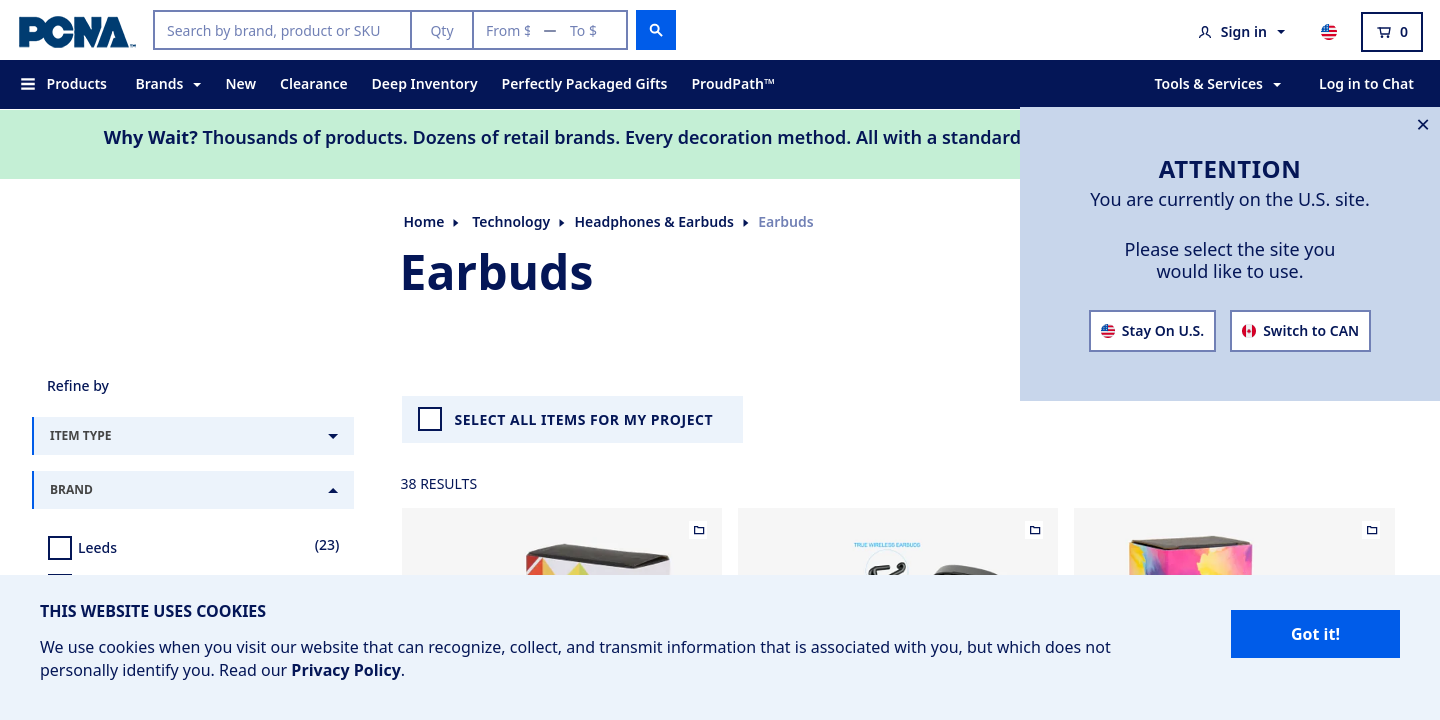 PCNA™
Search by brand, product or SKU
Qty
From $ — To $
Sign in
0
Products
Brands
New
Clearance
Deep Inventory
Perfectly Packaged Gifts
ProudPath™
Tools & Services
Log in to Chat
Why Wait? Thousands of products. Dozens of retail brands. Every decoration method. All with a standard
ATTENTION
You are currently on the U.S. site.
Please select the site you
would like to use.
Stay On U.S.
Switch to CAN
Home
Technology
Headphones & Earbuds
Earbuds
Earbuds
Refine by
ITEM TYPE
BRAND
Leeds
(23)
SELECT ALL ITEMS FOR MY PROJECT
38 RESULTS
TRUE WIRELESS EARBUDS
THIS WEBSITE USES COOKIES
We use cookies when you visit our website that can recognize, collect, and transmit information that is associated with you, but which does not
personally identify you. Read our Privacy Policy.
Got it!